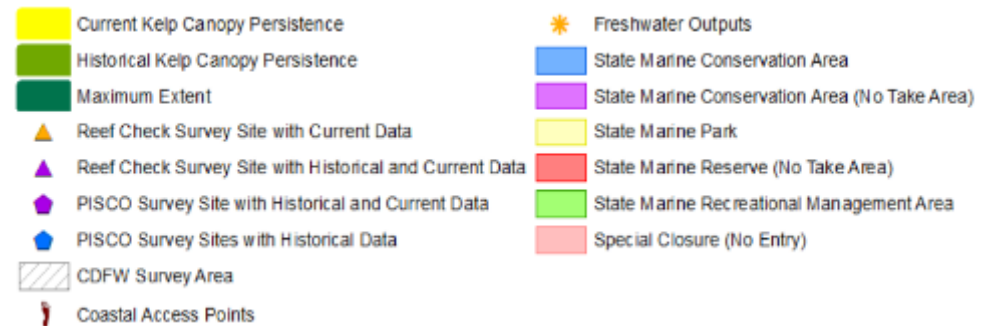 Current Kelp Canopy Persistence
Historical Kelp Canopy Persistence
Maximum Extent
Reef Check Survey Site with Current Data
Reef Check Survey Site with Historical and Current Data
PISCO Survey Site with Historical and Current Data
PISCO Survey Sites with Historical Data
CDFW Survey Area
Coastal Access Points
Freshwater Outputs
State Marine Conservation Area
State Marine Conservation Area (No Take Area)
State Marine Park
State Marine Reserve (No Take Area)
State Marine Recreational Management Area
Special Closure (No Entry)